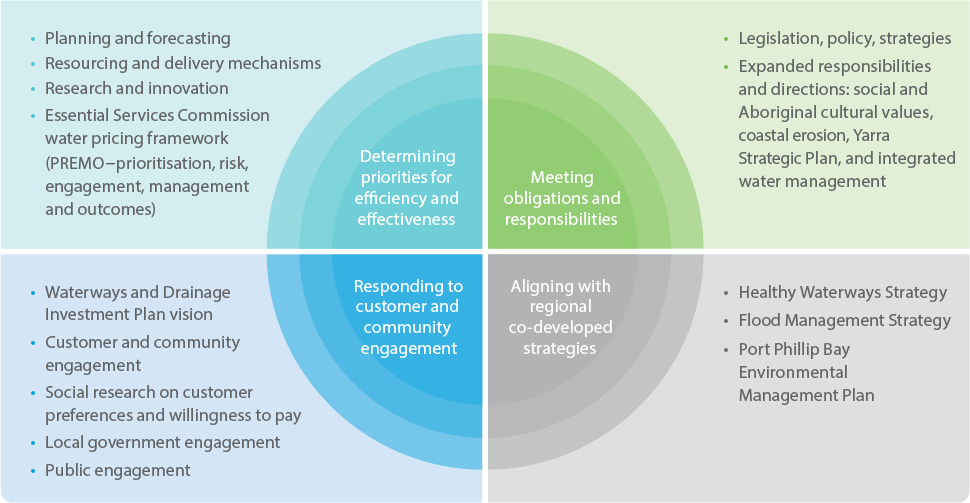 • Planning and forecasting
• Resourcing and delivery mechanisms
• Research and innovation
• Essential Services Commission
water pricing framework
(PREMO–prioritisation, risk,
engagement, management
and outcomes)
Determining
priorities for
efficiency and
effectiveness
Meeting
obligations and
responsibilities
• Legislation, policy, strategies
• Expanded responsibilities
and directions: social and
Aboriginal cultural values,
coastal erosion, Yarra
Strategic Plan, and integrated
water management
• Waterways and Drainage
Investment Plan vision
• Customer and community
engagement
• Social research on customer
preferences and willingness to pay
• Local government engagement
• Public engagement
Responding to
customer and
community
engagement
Aligning with
regional
co-developed
strategies
• Healthy Waterways Strategy
• Flood Management Strategy
• Port Phillip Bay
Environmental
Management Plan